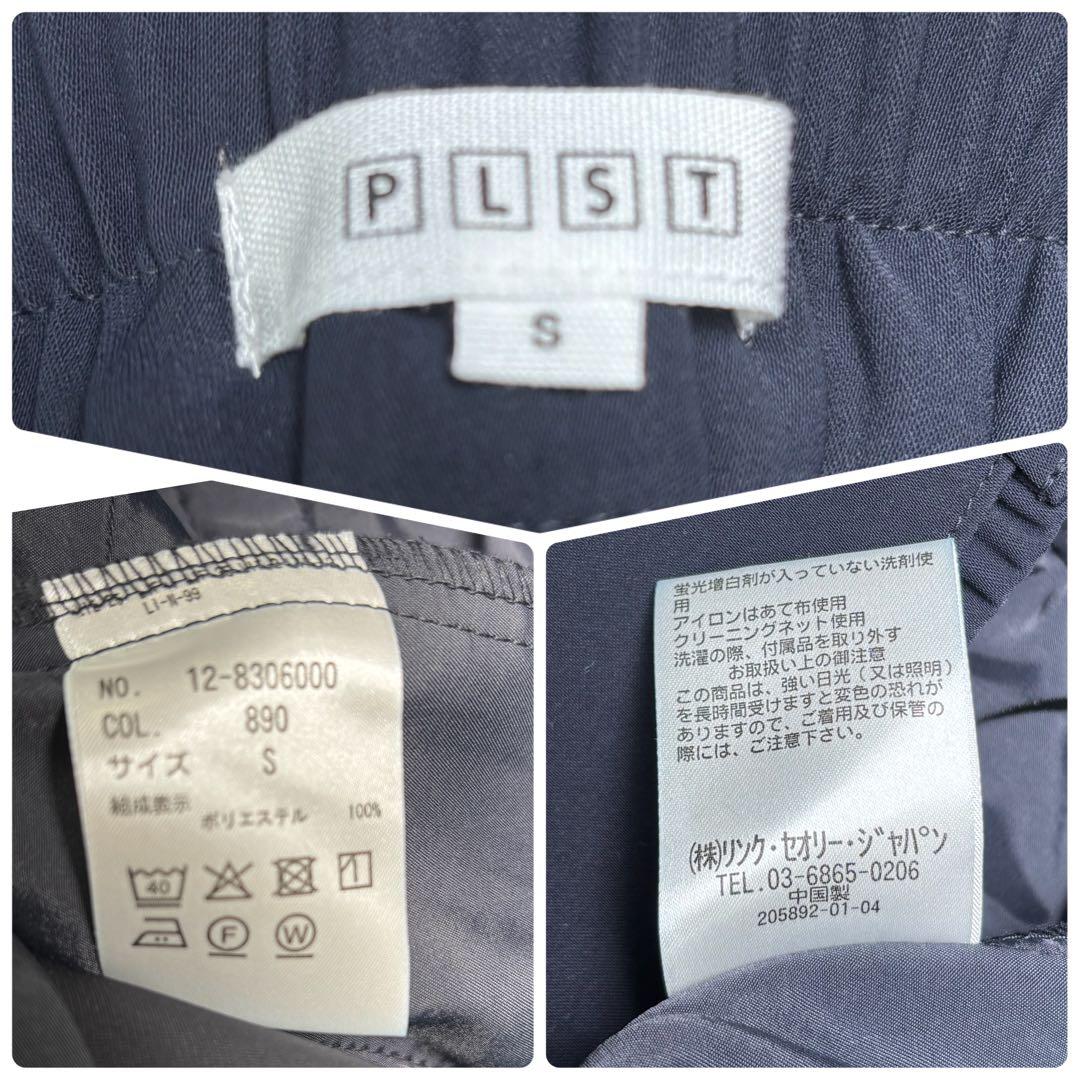 PLST
S
LI-N-99
NO. 12-8306000
COL. 890
サイズ S
組成表示
ポリエステル 100%
40
F W
蛍光増白剤が入っていない洗剤使
用
アイロンはあて布使用
クリーニングネット使用
洗濯の際、付属品を取り外す
お取扱い上の御注意
この商品は、強い日光(又は照明)
を長時間受けますと変色の恐れが
ありますので、ご着用及び保管の
際には、ご注意下さい。
(株)リンク・セオリー・ジャパン
TEL.03-6865-0206
中国製
205892-01-04